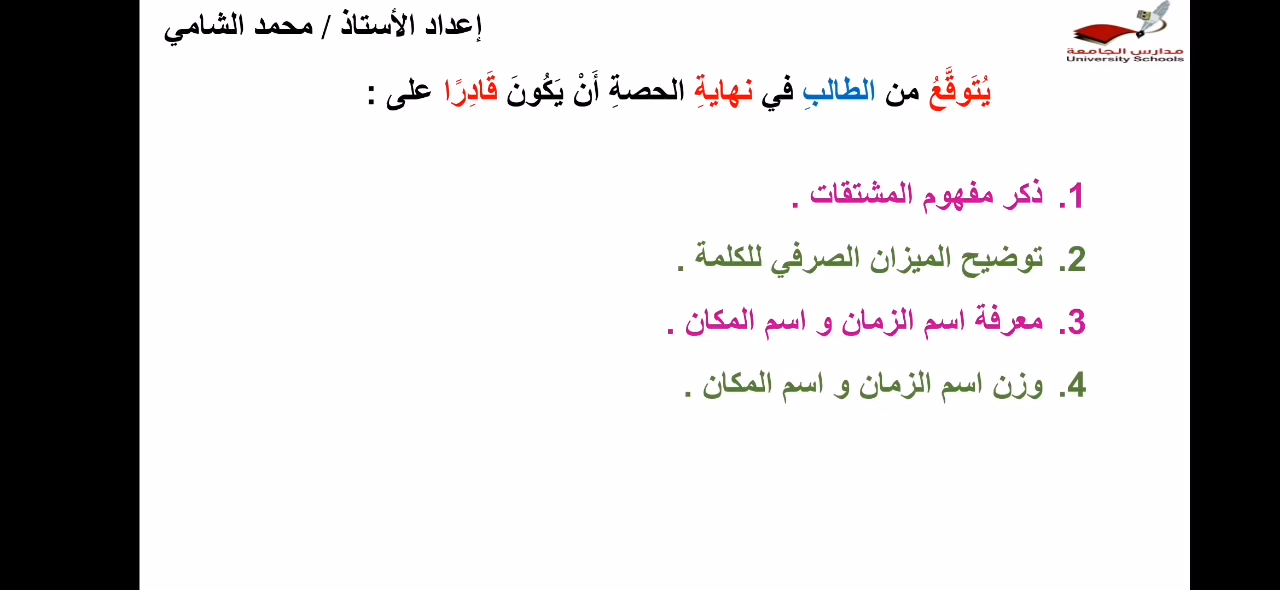 إعداد الأستاذ / محمد الشامي
مدارس الجامعة
University Schools
يُتَوقَّعُ من الطالبِ في نهايةِ الحصةِ أَنْ يَكُونَ قَادِرًا على :
1. ذكر مفهوم المشتقات .
2. توضيح الميزان الصرفي للكلمة .
3. معرفة اسم الزمان و اسم المكان .
4. وزن اسم الزمان و اسم المكان .